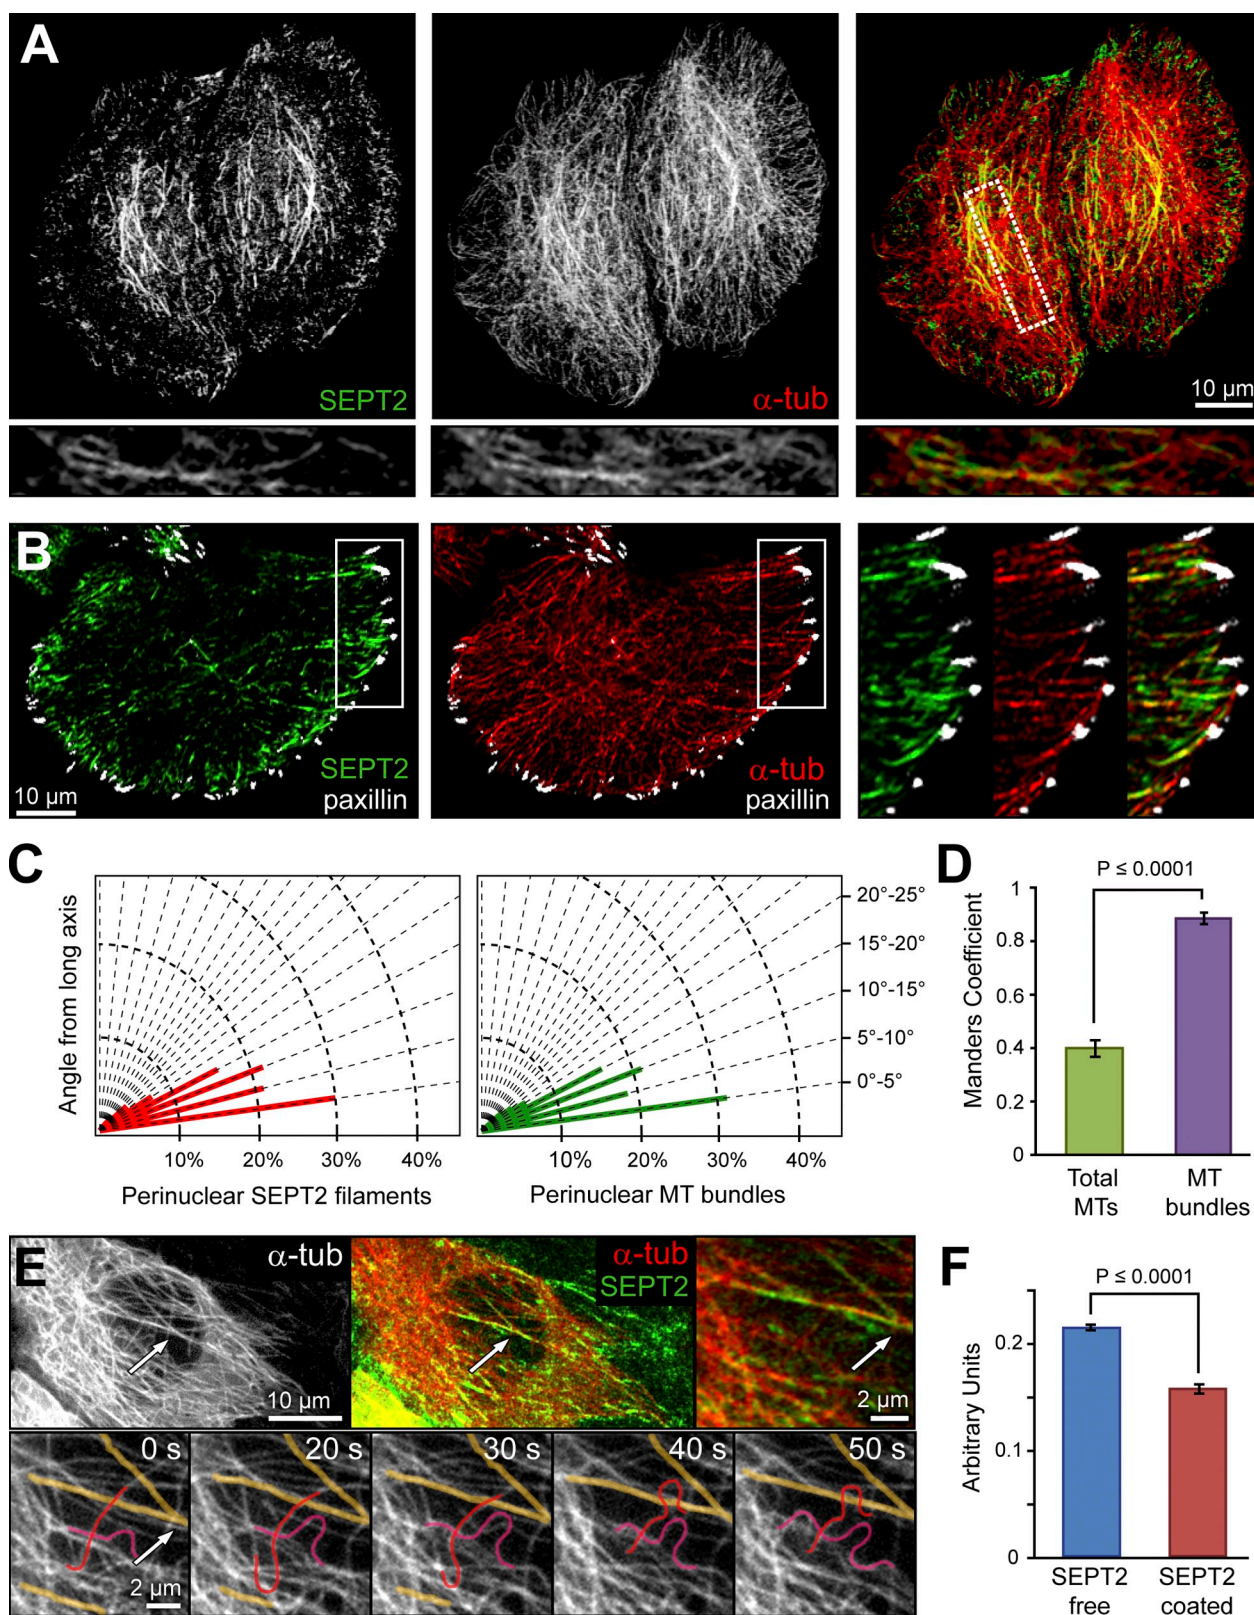 A
SEPT2
α-tub
10 µm
B
SEPT2
paxillin
10 µm
α-tub
paxillin
C
Angle from long axis
20°-25°
15°-20°
10°-15°
5°-10°
0°-5°
10%
20%
30%
40%
10%
20%
30%
40%
Perinuclear SEPT2 filaments
Perinuclear MT bundles
D
P ≤ 0.0001
Manders Coefficient
1
0.8
0.6
0.4
0.2
0
Total
MTs
MT
bundles
E
α-tub
10 µm
α-tub
SEPT2
2 µm
0 s
20 s
30 s
40 s
50 s
2 µm
F
P ≤ 0.0001
Arbitrary Units
0.2
0.1
0
SEPT2
free
SEPT2
coated